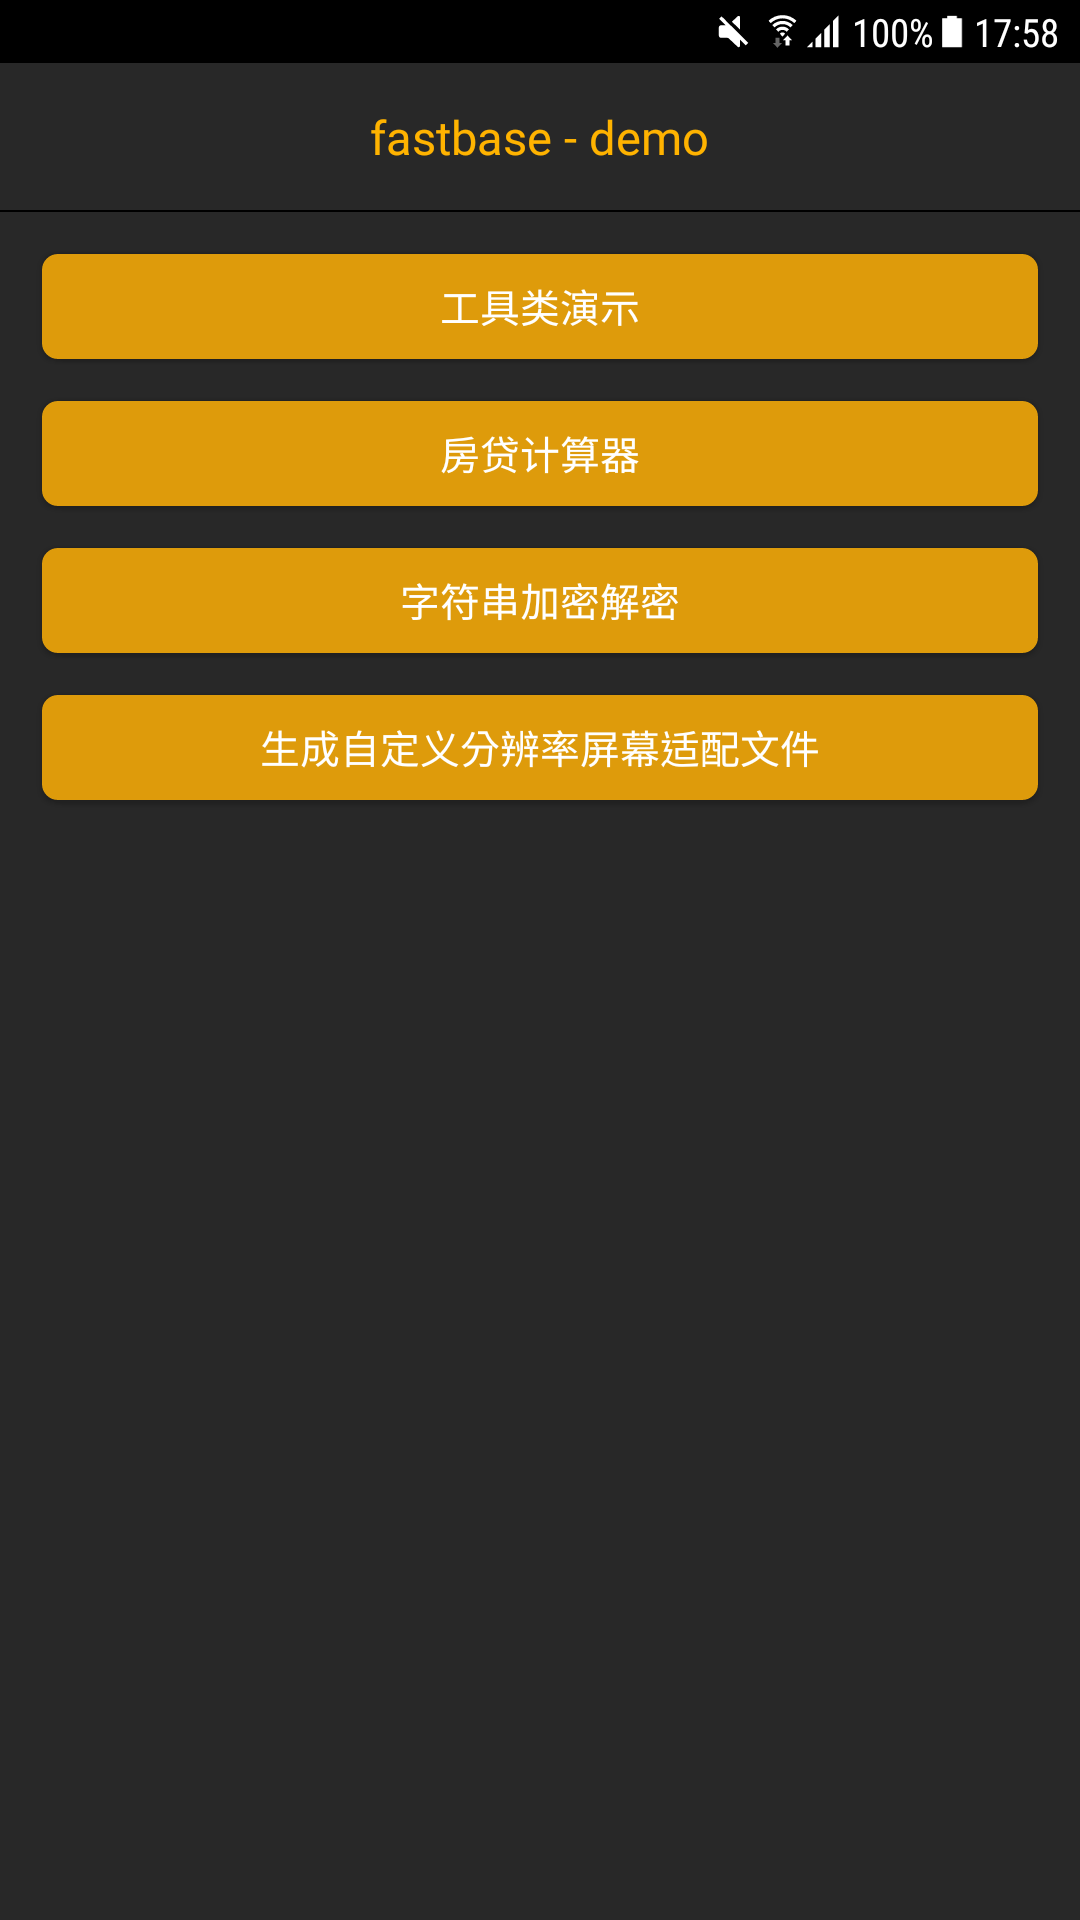 100% 17:58
fastbase - demo
工具类演示
房贷计算器
字符串加密解密
生成自定义分辨率屏幕适配文件